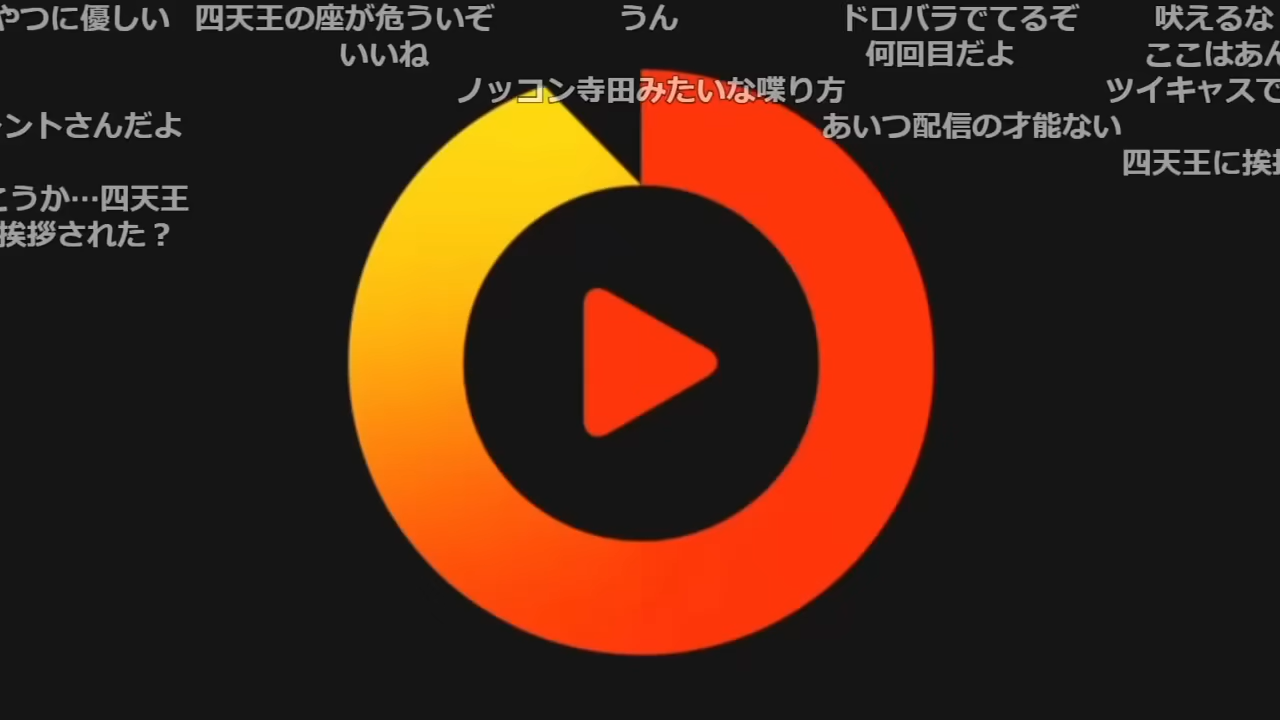 やつに優しい 四天王の座が危ういぞ うん ドロバラでてるぞ 吠えるな
いいね 何回目だよ ここはあん
ノッコン寺田みたいな喋り方 ツイキャスで
ントさんだよ あいつ配信の才能ない
四天王に挨拶
こうか…四天王
挨拶された？